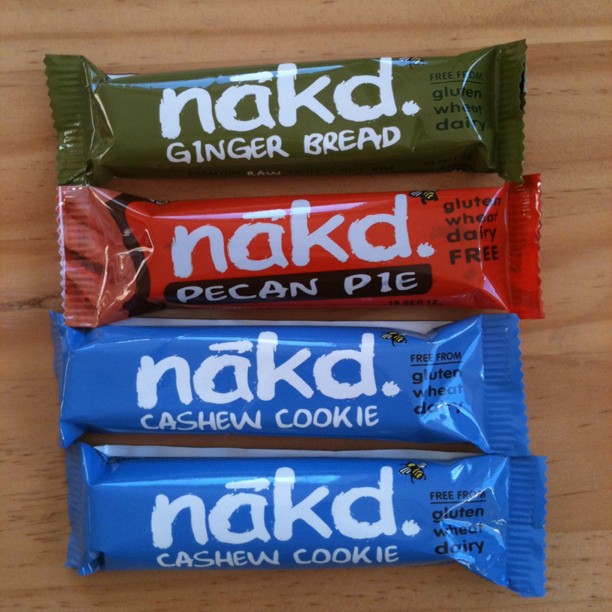 nākd.
GINGER BREAD
RAW
FREE FROM
gluten
wheat
dairy
nākd.
PECAN PIE
gluten
wheat
dairy
FREE
nākd.
CASHEW COOKIE
FREE FROM
gluten
wheat
dairy
nākd.
CASHEW COOKIE
FREE FROM
gluten
wheat
dairy